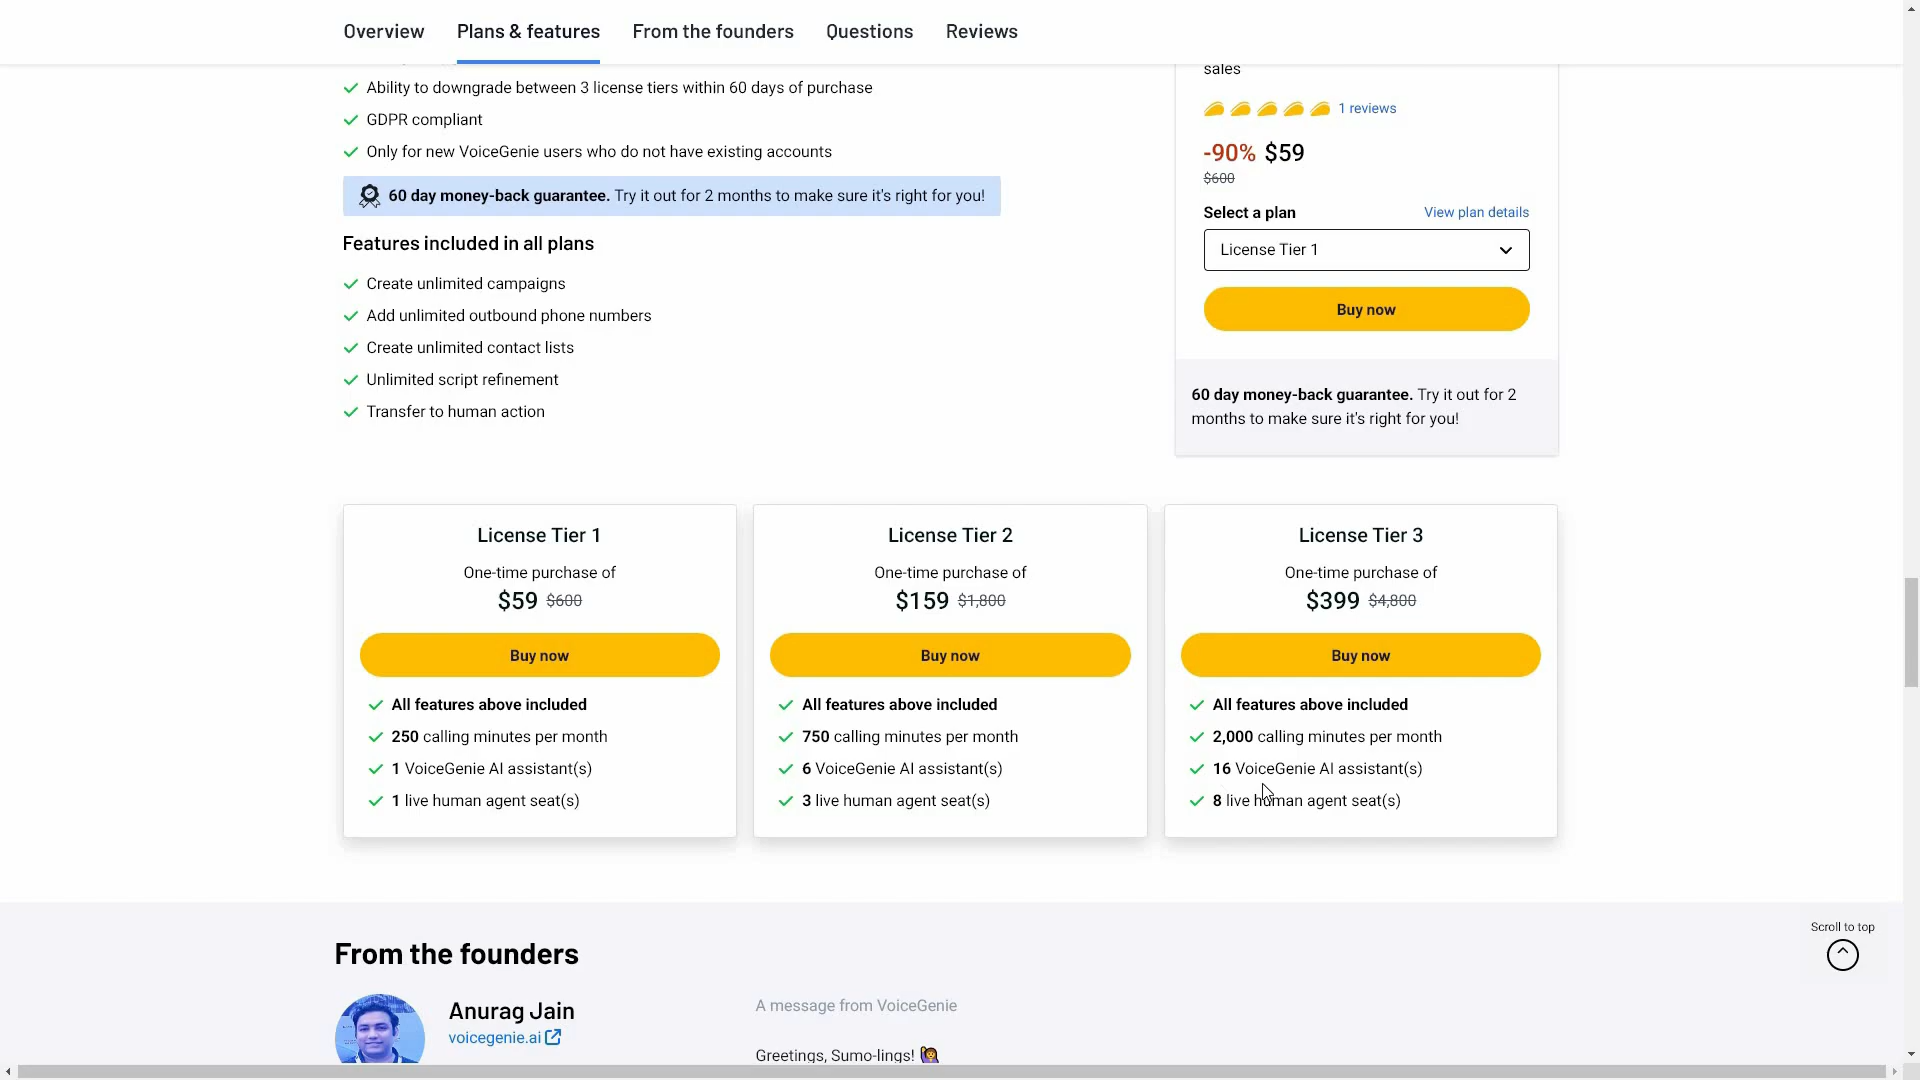 Overview
Plans & features
From the founders
Questions
Reviews
Ability to downgrade between 3 license tiers within 60 days of purchase
GDPR compliant
Only for new VoiceGenie users who do not have existing accounts
60 day money-back guarantee. Try it out for 2 months to make sure it's right for you!
Features included in all plans
Create unlimited campaigns
Add unlimited outbound phone numbers
Create unlimited contact lists
Unlimited script refinement
Transfer to human action
sales
1 reviews
-90% $59
$600
Select a plan
View plan details
License Tier 1
Buy now
60 day money-back guarantee. Try it out for 2
months to make sure it's right for you!
License Tier 1
One-time purchase of
$59 $600
Buy now
All features above included
250 calling minutes per month
1 VoiceGenie AI assistant(s)
1 live human agent seat(s)
License Tier 2
One-time purchase of
$159 $1,800
Buy now
All features above included
750 calling minutes per month
6 VoiceGenie AI assistant(s)
3 live human agent seat(s)
License Tier 3
One-time purchase of
$399 $4,800
Buy now
All features above included
2,000 calling minutes per month
16 VoiceGenie AI assistant(s)
8 live human agent seat(s)
Scroll to top
From the founders
Anurag Jain
voicegenie.ai
A message from VoiceGenie
Greetings, Sumo-lings! 🙋